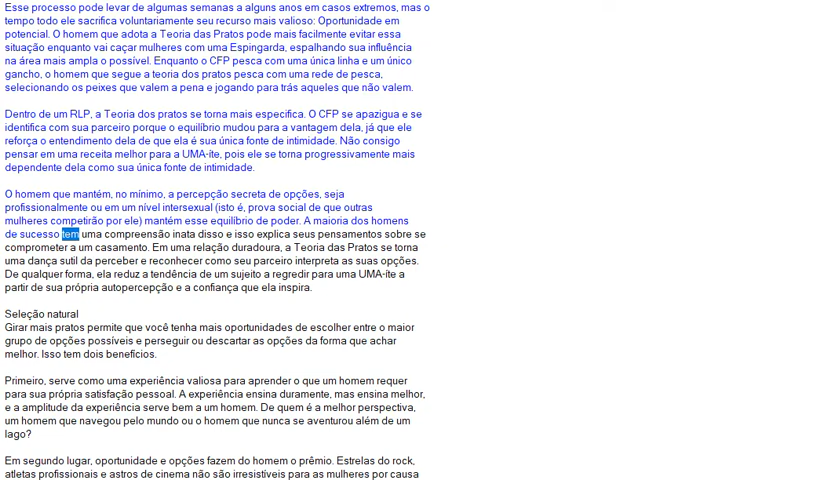 Esse processo pode levar de algumas semanas a alguns anos em casos extremos, mas o
tempo todo ele sacrifica voluntariamente seu recurso mais valioso: Oportunidade em
potencial. O homem que adota a Teoria das Pratos pode mais facilmente evitar essa
situação enquanto vai caçar mulheres com uma Espingarda, espalhando sua influência
na área mais ampla o possível. Enquanto o CFP pesca com uma única linha e um único
gancho, o homem que segue a teoria dos pratos pesca com uma rede de pesca,
selecionando os peixes que valem a pena e jogando para trás aqueles que não valem.
Dentro de um RLP, a Teoria dos pratos se torna mais especifica. O CFP se apazigua e se
identifica com sua parceiro porque o equilíbrio mudou para a vantagem dela, já que ele
reforça o entendimento dela de que ela é sua única fonte de intimidade. Não consigo
pensar em uma receita melhor para a UMA-ite, pois ele se torna progressivamente mais
dependente dela como sua única fonte de intimidade.
O homem que mantém, no mínimo, a percepção secreta de opções, seja
profissionalmente ou em um nível intersexual (isto é, prova social de que outras
mulheres competirão por ele) mantém esse equilíbrio de poder. A maioria dos homens
de sucesso tem uma compreensão inata disso e isso explica seus pensamentos sobre se
comprometer a um casamento. Em uma relação duradoura, a Teoria das Pratos se torna
uma dança sutil da perceber e reconhecer como seu parceiro interpreta as suas opções.
De qualquer forma, ela reduz a tendência de um sujeito a regredir para uma UMA-íte a
partir de sua própria autopercepção e a confiança que ela inspira.
Seleção natural
Girar mais pratos permite que você tenha mais oportunidades de escolher entre o maior
grupo de opções possíveis e perseguir ou descartar as opções da forma que achar
melhor. Isso tem dois benefícios.
Primeiro, serve como uma experiência valiosa para aprender o que um homem requer
para sua própria satisfação pessoal. A experiência ensina duramente, mas ensina melhor,
e a amplitude da experiência serve bem a um homem. De quem é a melhor perspectiva,
um homem que navegou pelo mundo ou o homem que nunca se aventurou além de um
lago?
Em segundo lugar, oportunidade e opções fazem do homem o prêmio. Estrelas do rock,
atletas profissionais e astros de cinema não são irresistíveis para as mulheres por causa